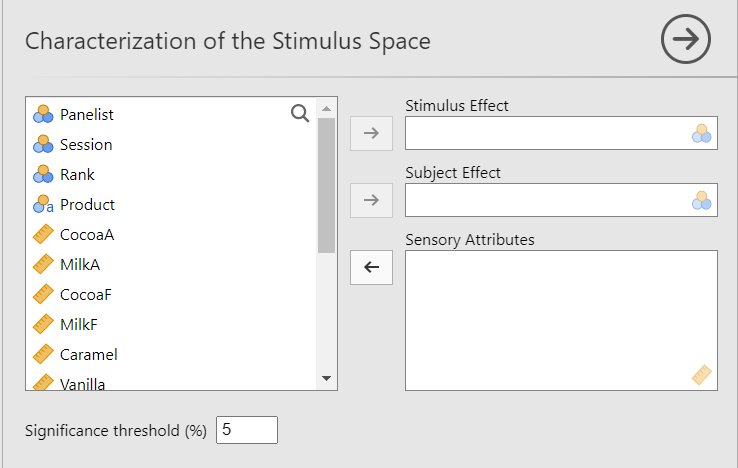 Characterization of the Stimulus Space
Panelist
Session
Rank
a Product
CocoaA
MilkA
CocoaF
MilkF
Caramel
Vanilla
Stimulus Effect
Subject Effect
Sensory Attributes
Significance threshold (%) 5